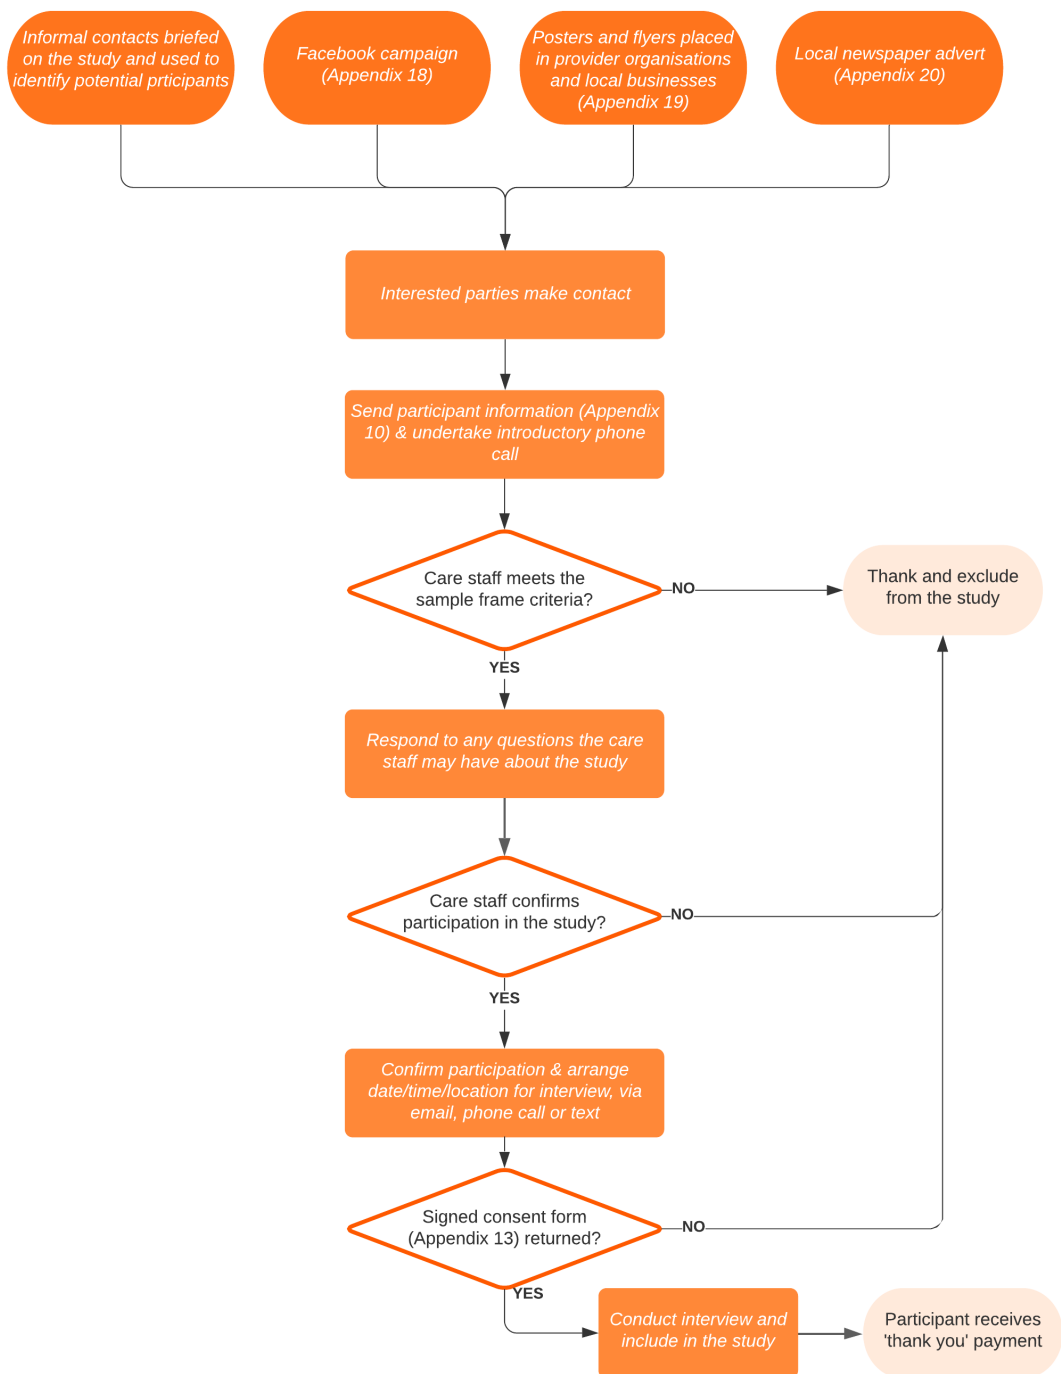 Informal contacts briefed
on the study and used to
identify potential prticipants
Facebook campaign
(Appendix 18)
Posters and flyers placed
in provider organisations
and local businesses
(Appendix 19)
Local newspaper advert
(Appendix 20)
Interested parties make contact
Send participant information (Appendix
10) & undertake introductory phone
call
Care staff meets the
sample frame criteria?
NO
Thank and exclude
from the study
YES
Respond to any questions the care
staff may have about the study
Care staff confirms
participation in the study?
NO
YES
Confirm participation & arrange
date/time/location for interview, via
email, phone call or text
Signed consent form
(Appendix 13) returned?
NO
YES
Conduct interview and
include in the study
Participant receives
'thank you' payment